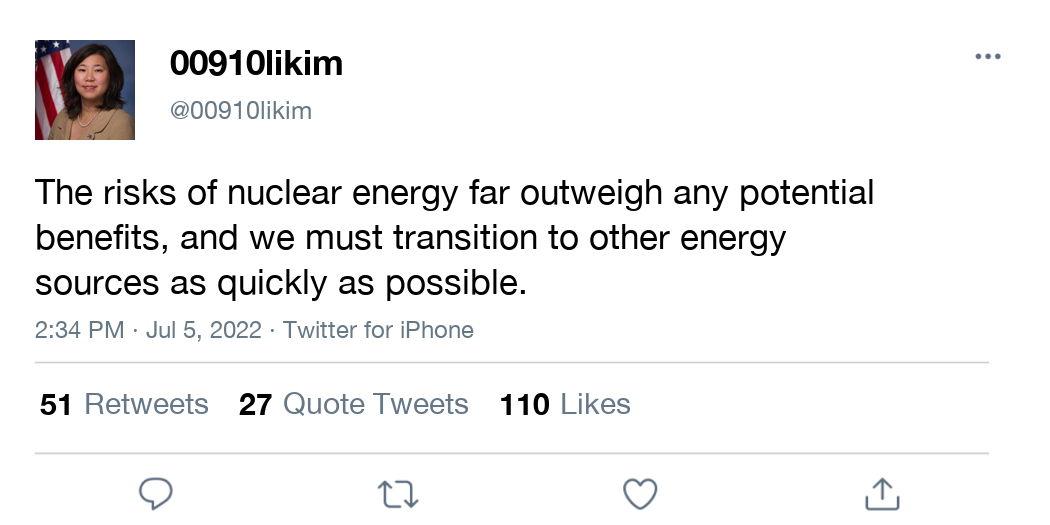 00910likim
@00910likim
The risks of nuclear energy far outweigh any potential
benefits, and we must transition to other energy
sources as quickly as possible.
2:34 PM · Jul 5, 2022 · Twitter for iPhone
51 Retweets 27 Quote Tweets 110 Likes